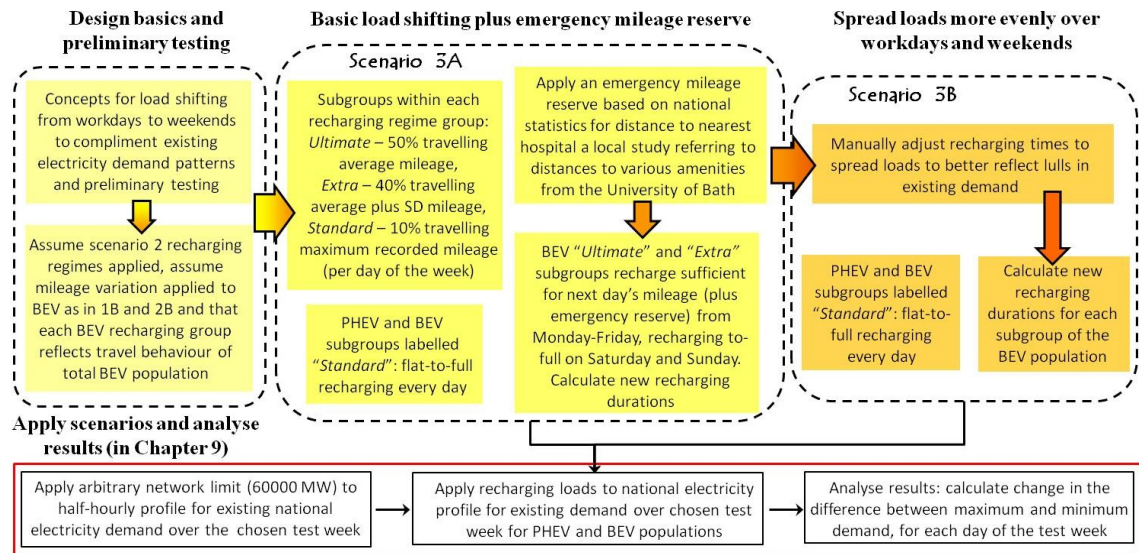 Design basics and
preliminary testing
Concepts for load shifting
from workdays to weekends
to compliment existing
electricity demand patterns
and preliminary testing
Assume scenario 2 recharging
regimes applied, assume
mileage variation applied to
BEV as in 1B and 2B and that
each BEV recharging group
reflects travel behaviour of
total BEV population
Basic load shifting plus emergency mileage reserve
Scenario 3A
Subgroups within each
recharging regime group:
Ultimate – 50% travelling
average mileage,
Extra – 40% travelling
average plus SD mileage,
Standard – 10% travelling
maximum recorded mileage
(per day of the week)
PHEV and BEV
subgroups labelled
“Standard”: flat-to-full
recharging every day
Apply an emergency mileage
reserve based on national
statistics for distance to nearest
hospital a local study referring to
distances to various amenities
from the University of Bath
BEV “Ultimate” and “Extra”
subgroups recharge sufficient
for next day’s mileage (plus
emergency reserve) from
Monday-Friday, recharging to-
full on Saturday and Sunday.
Calculate new recharging
durations
Spread loads more evenly over
workdays and weekends
Scenario 3B
Manually adjust recharging times to
spread loads to better reflect lulls in
existing demand
PHEV and BEV
subgroups labelled
“Standard”: flat-to-
full recharging
every day
Calculate new
recharging
durations for each
subgroup of the
BEV population
Apply scenarios and analyse
results (in Chapter 9)
Apply arbitrary network limit (60000 MW) to
half-hourly profile for existing national
electricity demand over the chosen test week
Apply recharging loads to national electricity
profile for existing demand over chosen test
week for PHEV and BEV populations
Analyse results: calculate change in the
difference between maximum and minimum
demand, for each day of the test week